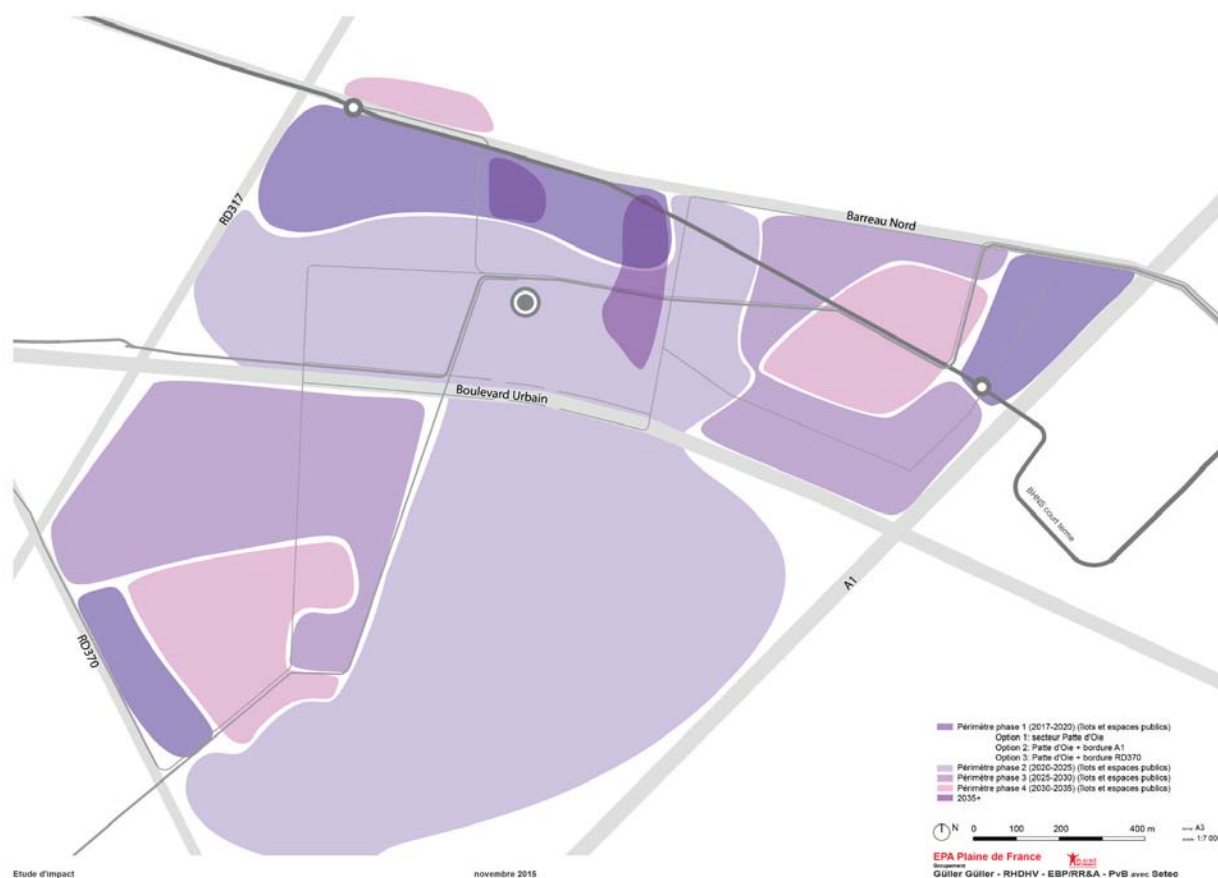 RD317
Barreau Nord
Boulevard Urbain
BHNS court terme
A1
RD370
Périmètre phase 1 (2017-2020) (îlots et espaces publics)
Option 1: secteur Patte d'Oie
Option 2: Patte d'Oie + bordure A1
Option 3: Patte d'Oie + bordure RD370
Périmètre phase 2 (2020-2025) (îlots et espaces publics)
Périmètre phase 3 (2025-2030) (îlots et espaces publics)
Périmètre phase 4 (2030-2035) (îlots et espaces publics)
2035+
N 0 100 200 400 m
A3
1:7 000
EPA Plaine de France
Groupement
Güller Güller - RHDHV - EBP/RR&A - PvB avec Setec
Etude d'impact
novembre 2015